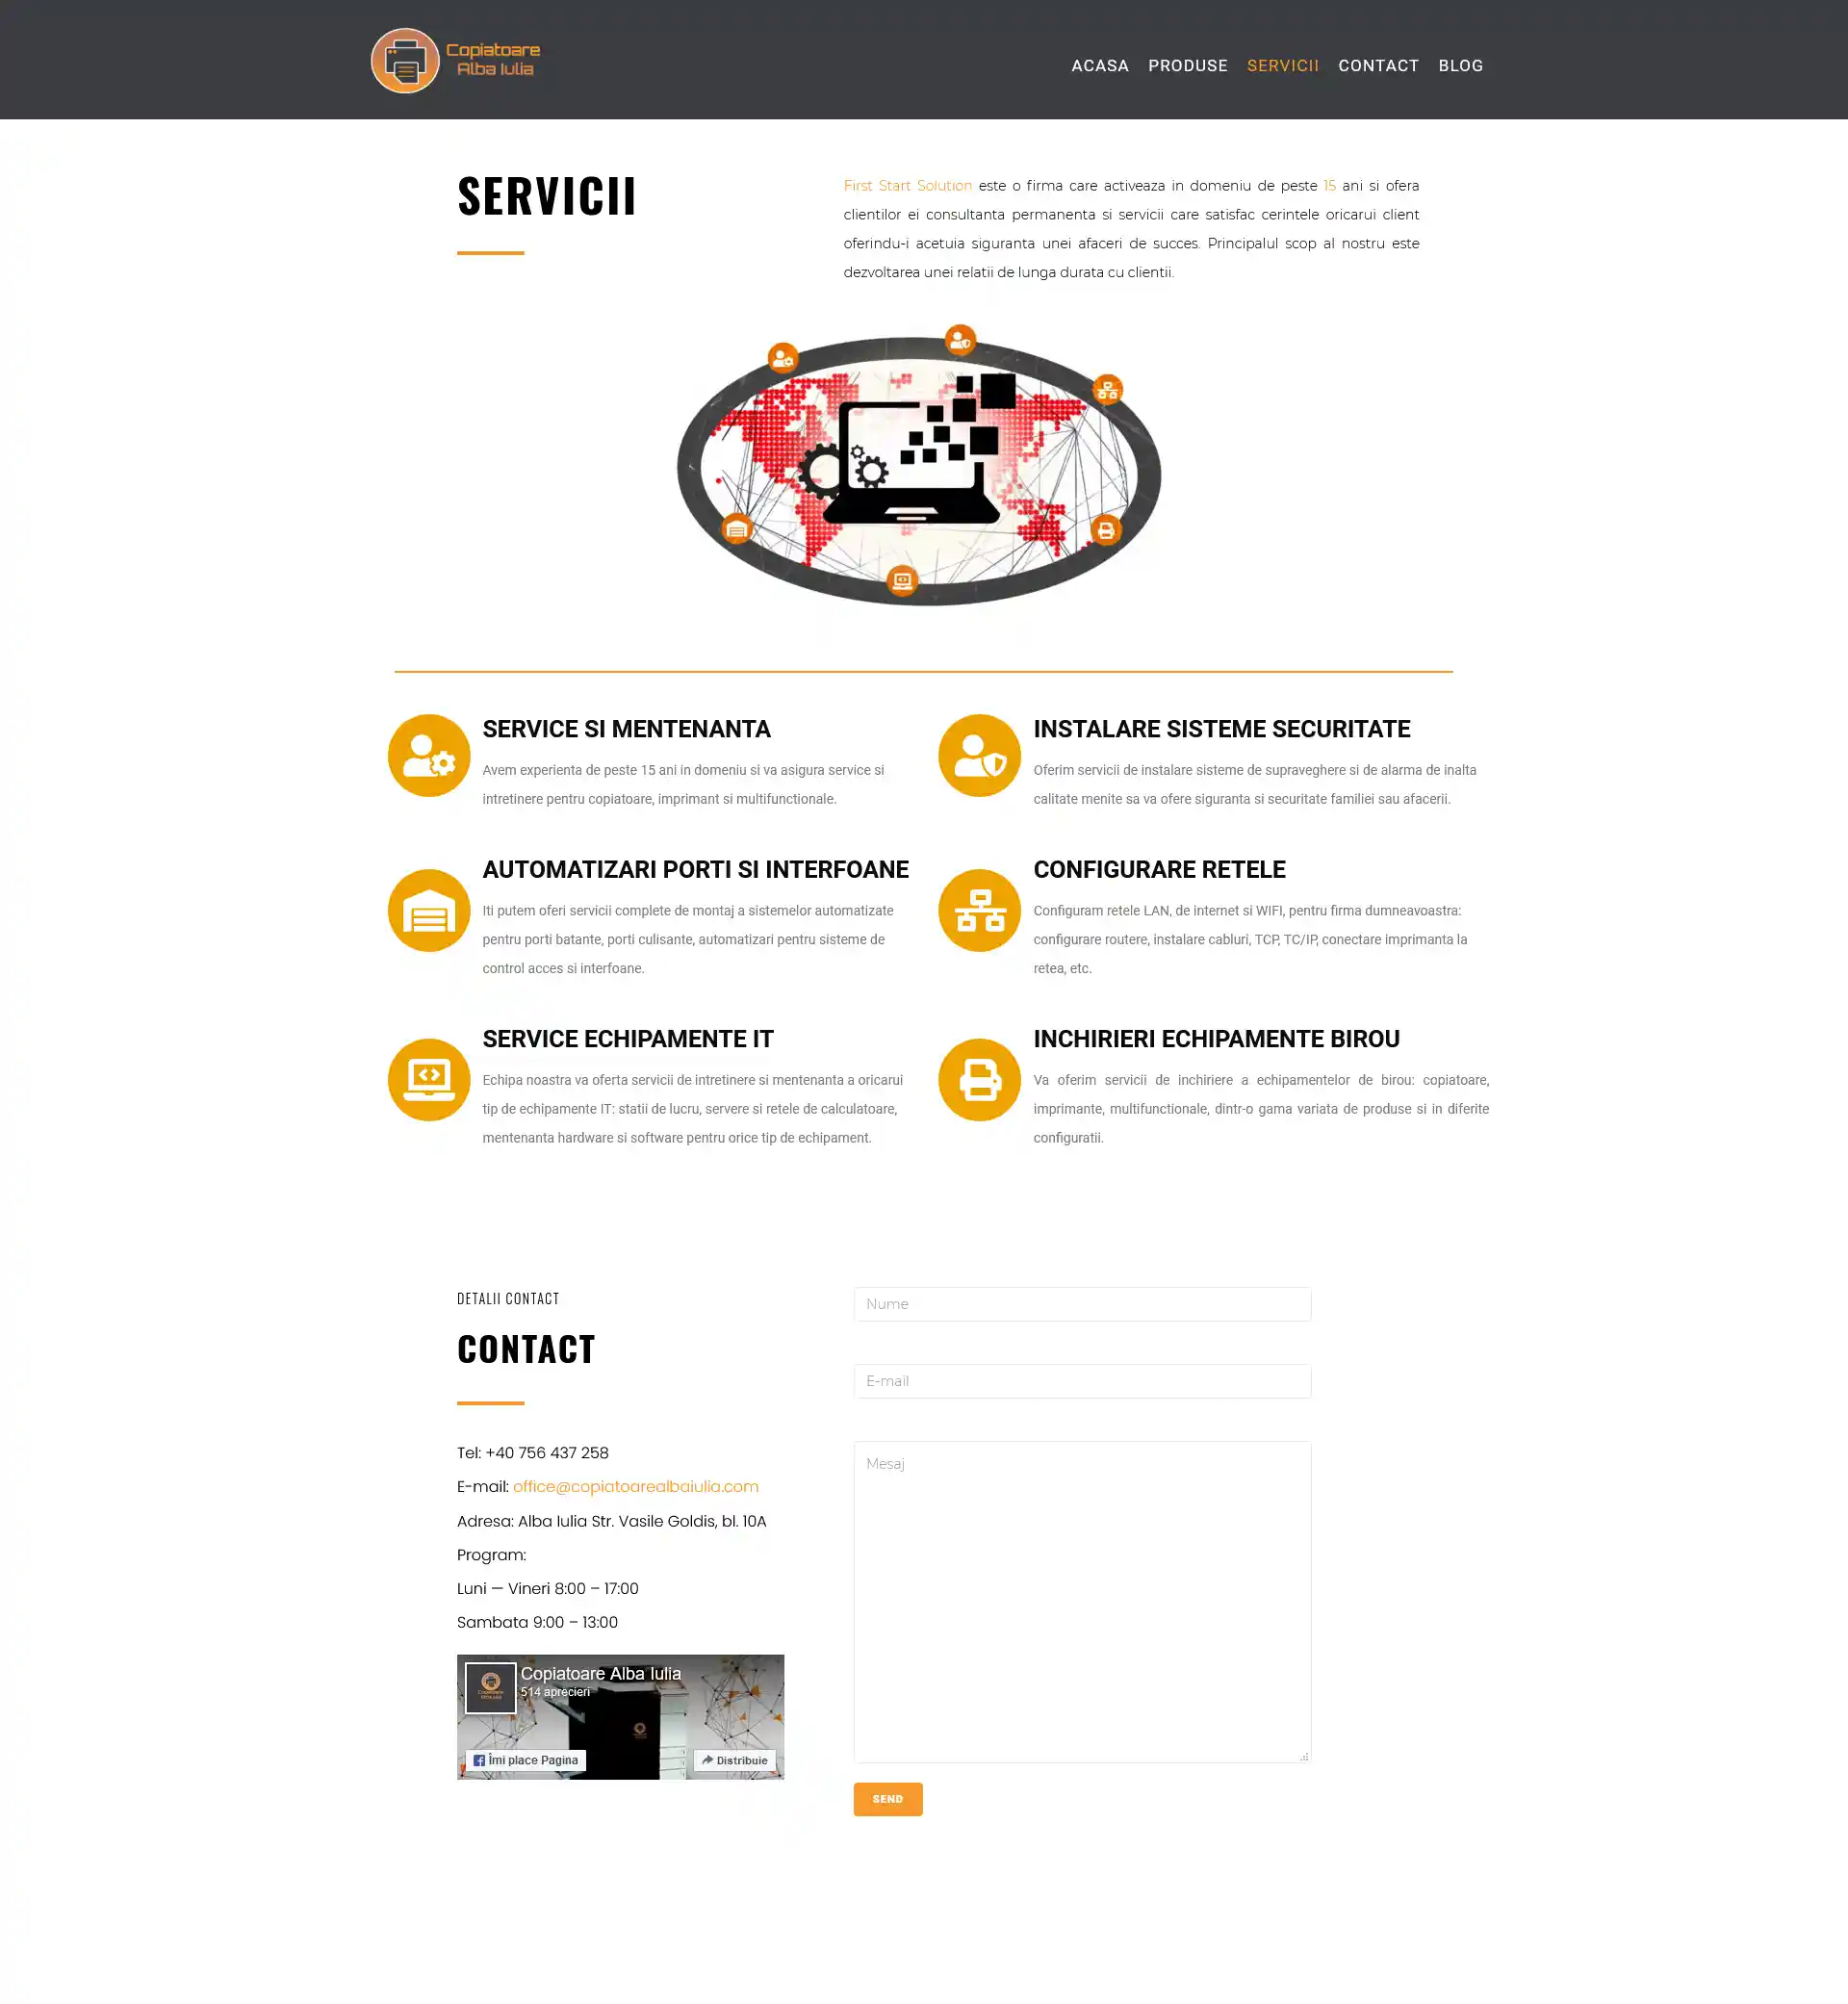 Copiatoare
Alba Iulia
ACASA PRODUSE SERVICII CONTACT BLOG
SERVICII
First Start Solution este o firma care activeaza in domeniu de peste 15 ani si ofera
clientilor ei consultanta permanenta si servicii care satisfac cerintele oricarui client
oferindu-i acetuia siguranta unei afaceri de succes. Principalul scop al nostru este
dezvoltarea unei relatii de lunga durata cu clientii.
SERVICE SI MENTENANTA
Avem experienta de peste 15 ani in domeniu si va asigura service si
intretinere pentru copiatoare, imprimant si multifunctionale.
INSTALARE SISTEME SECURITATE
Oferim servicii de instalare sisteme de supraveghere si de alarma de inalta
calitate menite sa va ofere siguranta si securitate familiei sau afacerii.
AUTOMATIZARI PORTI SI INTERFOANE
Iti putem oferi servicii complete de montaj a sistemelor automatizate
pentru porti batante, porti culisante, automatizari pentru sisteme de
control acces si interfoane.
CONFIGURARE RETELE
Configuram retele LAN, de internet si WIFI, pentru firma dumneavoastra:
configurare routere, instalare cabluri, TCP, TC/IP, conectare imprimanta la
retea, etc.
SERVICE ECHIPAMENTE IT
Echipa noastra va oferta servicii de intretinere si mentenanta a oricarui
tip de echipamente IT: statii de lucru, servere si retele de calculatoare,
mentenanta hardware si software pentru orice tip de echipament.
INCHIRIERI ECHIPAMENTE BIROU
Va oferim servicii de inchiriere a echipamentelor de birou: copiatoare,
imprimante, multifunctionale, dintr-o gama variata de produse si in diferite
configuratii.
DETALII CONTACT
CONTACT
Tel: +40 756 437 258
E-mail: office@copiatoarealbaiulia.com
Adresa: Alba Iulia Str. Vasile Goldis, bl. 10A
Program:
Luni — Vineri 8:00 – 17:00
Sambata 9:00 – 13:00
Copiatoare Alba Iulia
514 aprecieri
Îmi place Pagina
Distribuie
Nume
E-mail
Mesaj
SEND